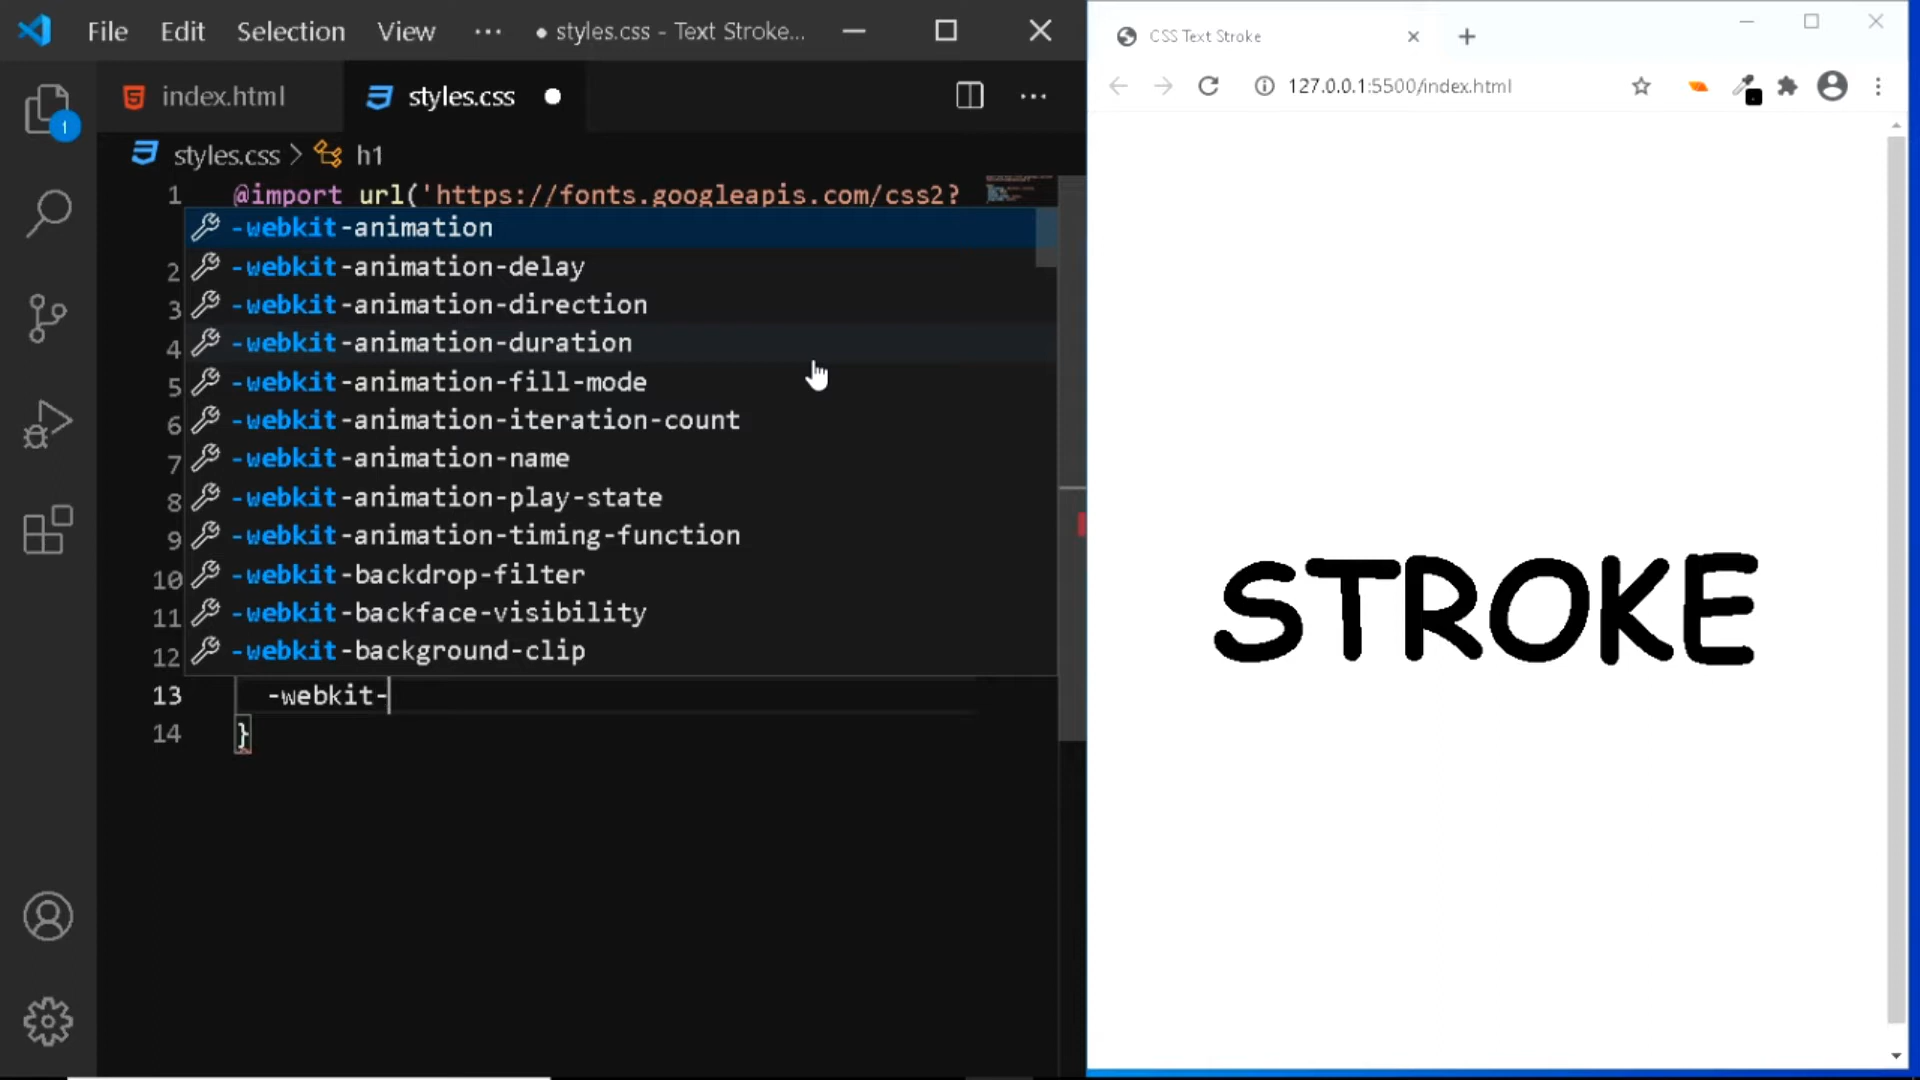 File Edit Selection View ··· ● styles.css - Text Stroke...
index.html styles.css
1
styles.css > h1
1 @import url('https://fonts.googleapis.com/css2?
-webkit-animation
2 -webkit-animation-delay
3 -webkit-animation-direction
4 -webkit-animation-duration
5 -webkit-animation-fill-mode
6 -webkit-animation-iteration-count
7 -webkit-animation-name
8 -webkit-animation-play-state
9 -webkit-animation-timing-function
10 -webkit-backdrop-filter
11 -webkit-backface-visibility
12 -webkit-background-clip
13 -webkit-
14 }
CSS Text Stroke
127.0.0.1:5500/index.html
STROKE